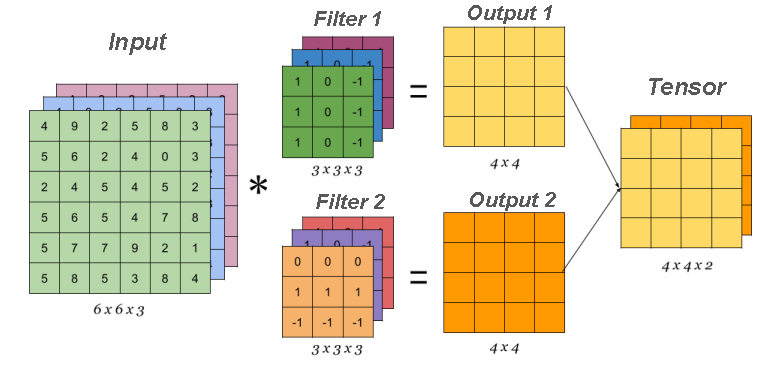 Input
Filter 1
Output 1
Tensor
4 9 2 5 8 3
5 6 2 4 0 3
2 4 5 4 5 2
5 6 5 4 7 8
5 7 7 9 2 1
5 8 5 3 8 4
6 x 6 x 3
*
1 0 -1
1 0 -1
1 0 -1
3 x 3 x 3
=
4 x 4
Filter 2
Output 2
0 0 0
1 1 1
-1 -1 -1
3 x 3 x 3
=
4 x 4
4 x 4 x 2